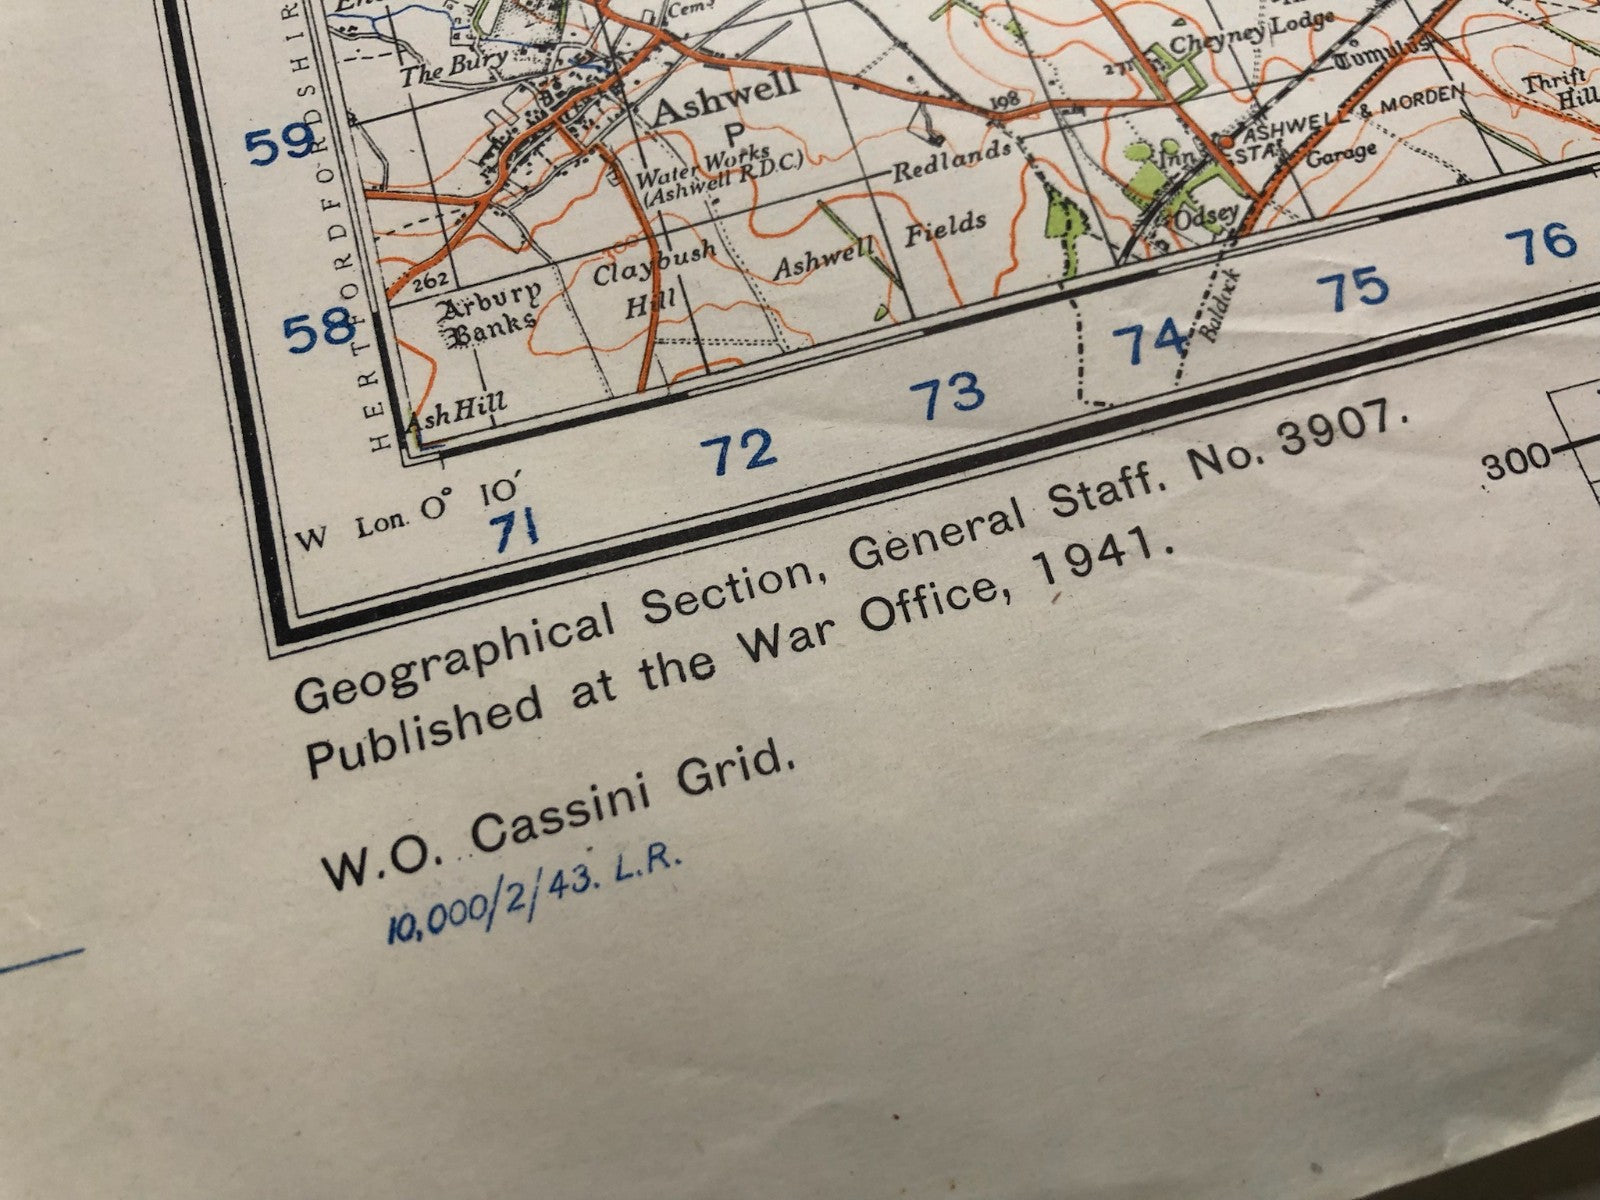 The Bury
Cemy
Cheyney Lodge
Tumulus
Thrift
Hill
59
Ashwell
P
198
ASHWELL & MORDEN
STA.
Water Works
(Ashwell R.D.C.)
Redlands
Inn
Garage
HERTFORDSHIR
262
Claybush
Hill
Ashwell
Fields
Odsey
76
58
Arbury
Banks
75
74
Baldock
Ash Hill
73
72
300
W Lon. 0° 10′
71
Geographical Section, General Staff, No. 3907.
Published at the War Office, 1941.
W.O. Cassini Grid.
10,000/2/43. L.R.